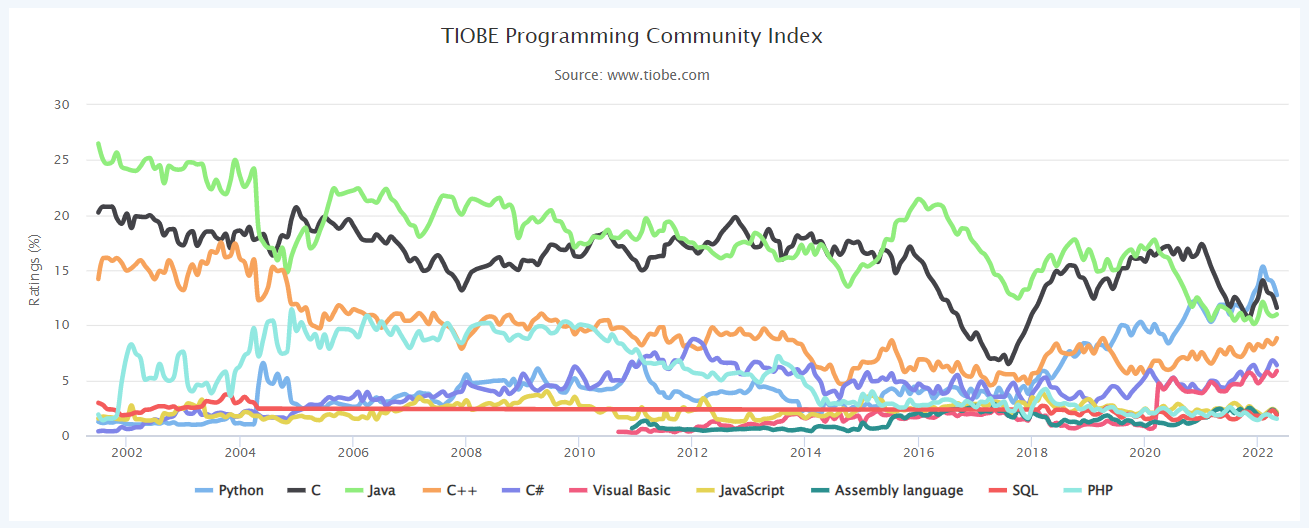 TIOBE Programming Community Index
Source: www.tiobe.com
Ratings (%)
30
25
20
15
10
5
0
2002 2004 2006 2008 2010 2012 2014 2016 2018 2020 2022
Python C Java C++ C# Visual Basic JavaScript Assembly language SQL PHP